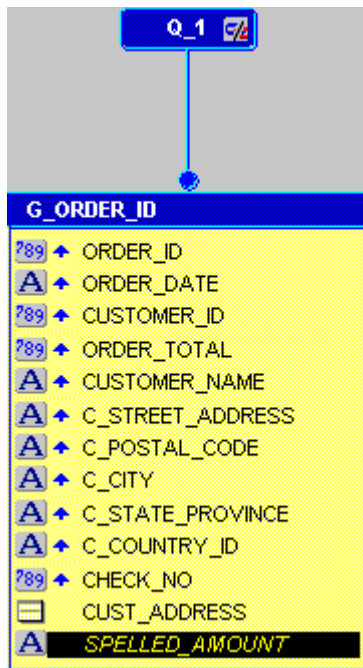 Q_1
G_ORDER_ID
789 ORDER_ID
A ORDER_DATE
789 CUSTOMER_ID
789 ORDER_TOTAL
A CUSTOMER_NAME
A C_STREET_ADDRESS
A C_POSTAL_CODE
A C_CITY
A C_STATE_PROVINCE
A C_COUNTRY_ID
789 CHECK_NO
CUST_ADDRESS
A SPELLED_AMOUNT